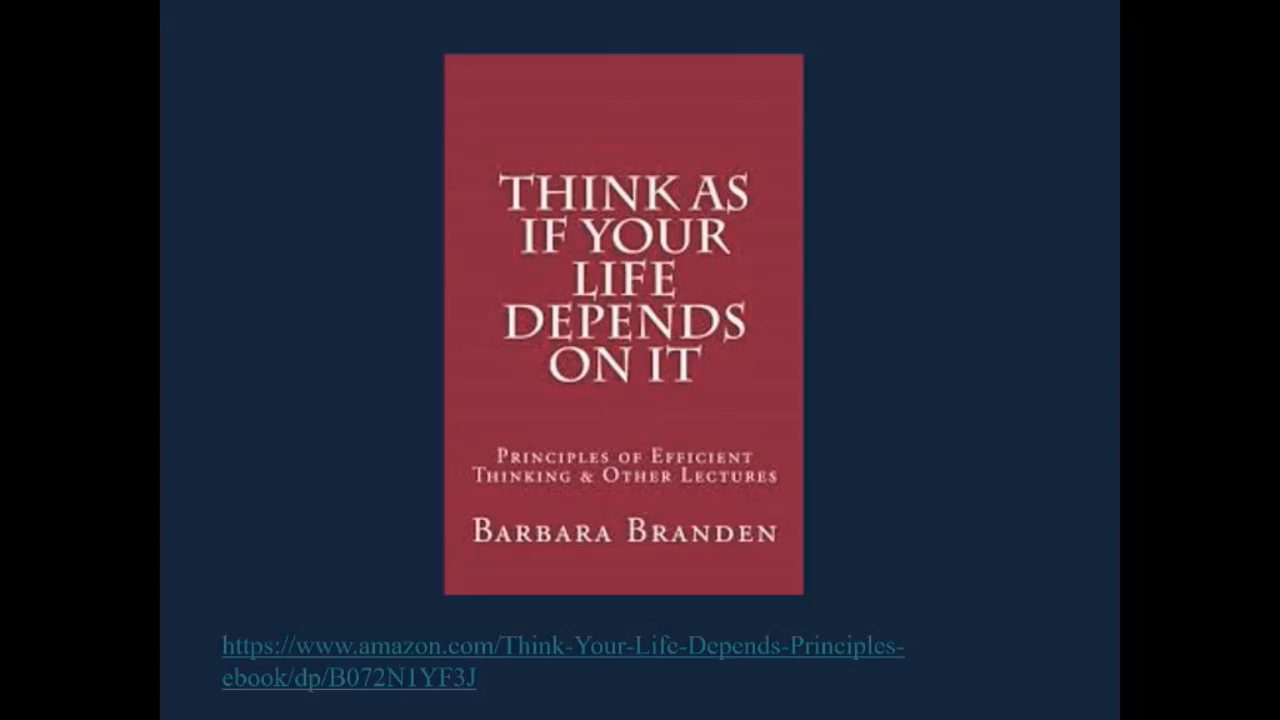 THINK AS
IF YOUR
LIFE
DEPENDS
ON IT
PRINCIPLES OF EFFICIENT
THINKING & OTHER LECTURES
BARBARA BRANDEN
https://www.amazon.com/Think-Your-Life-Depends-Principles-
ebook/dp/B072N1YF3J